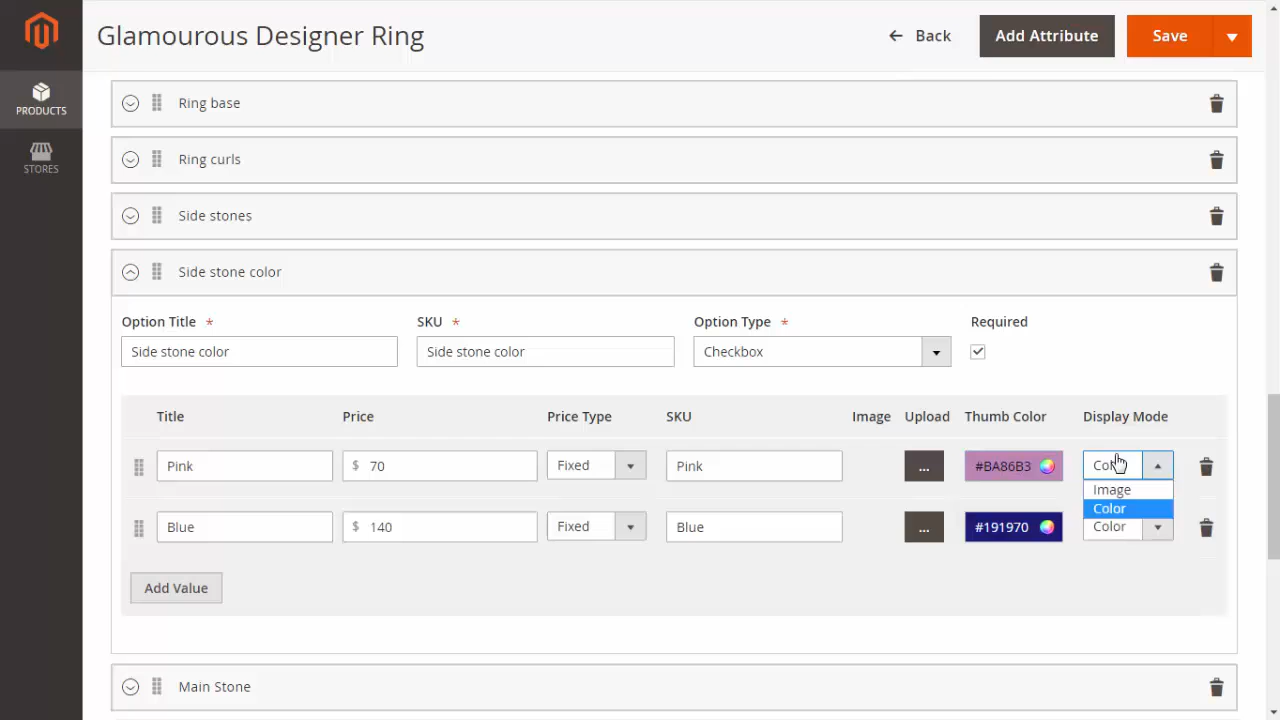 Glamourous Designer Ring
Back
Add Attribute
Save
PRODUCTS
STORES
Ring base
Ring curls
Side stones
Side stone color
Option Title *
SKU *
Option Type *
Required
Side stone color
Side stone color
Checkbox
Title
Price
Price Type
SKU
Image
Upload
Thumb Color
Display Mode
Pink
$ 70
Fixed
Pink
...
#BA86B3
Image
Color
Blue
$ 140
Fixed
Blue
...
#191970
Color
Add Value
Main Stone